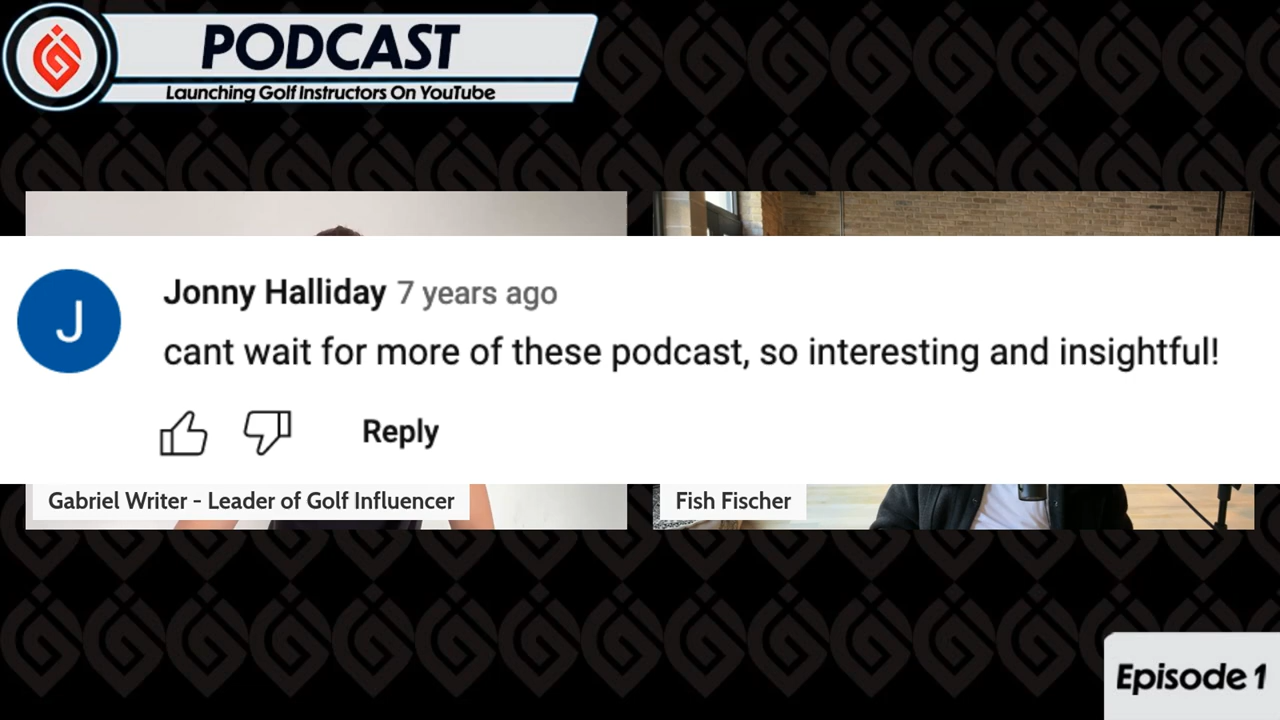 PODCAST
Launching Golf Instructors On YouTube
J
Jonny Halliday 7 years ago
cant wait for more of these podcast, so interesting and insightful!
Reply
Gabriel Writer - Leader of Golf Influencer
Fish Fischer
Episode 1